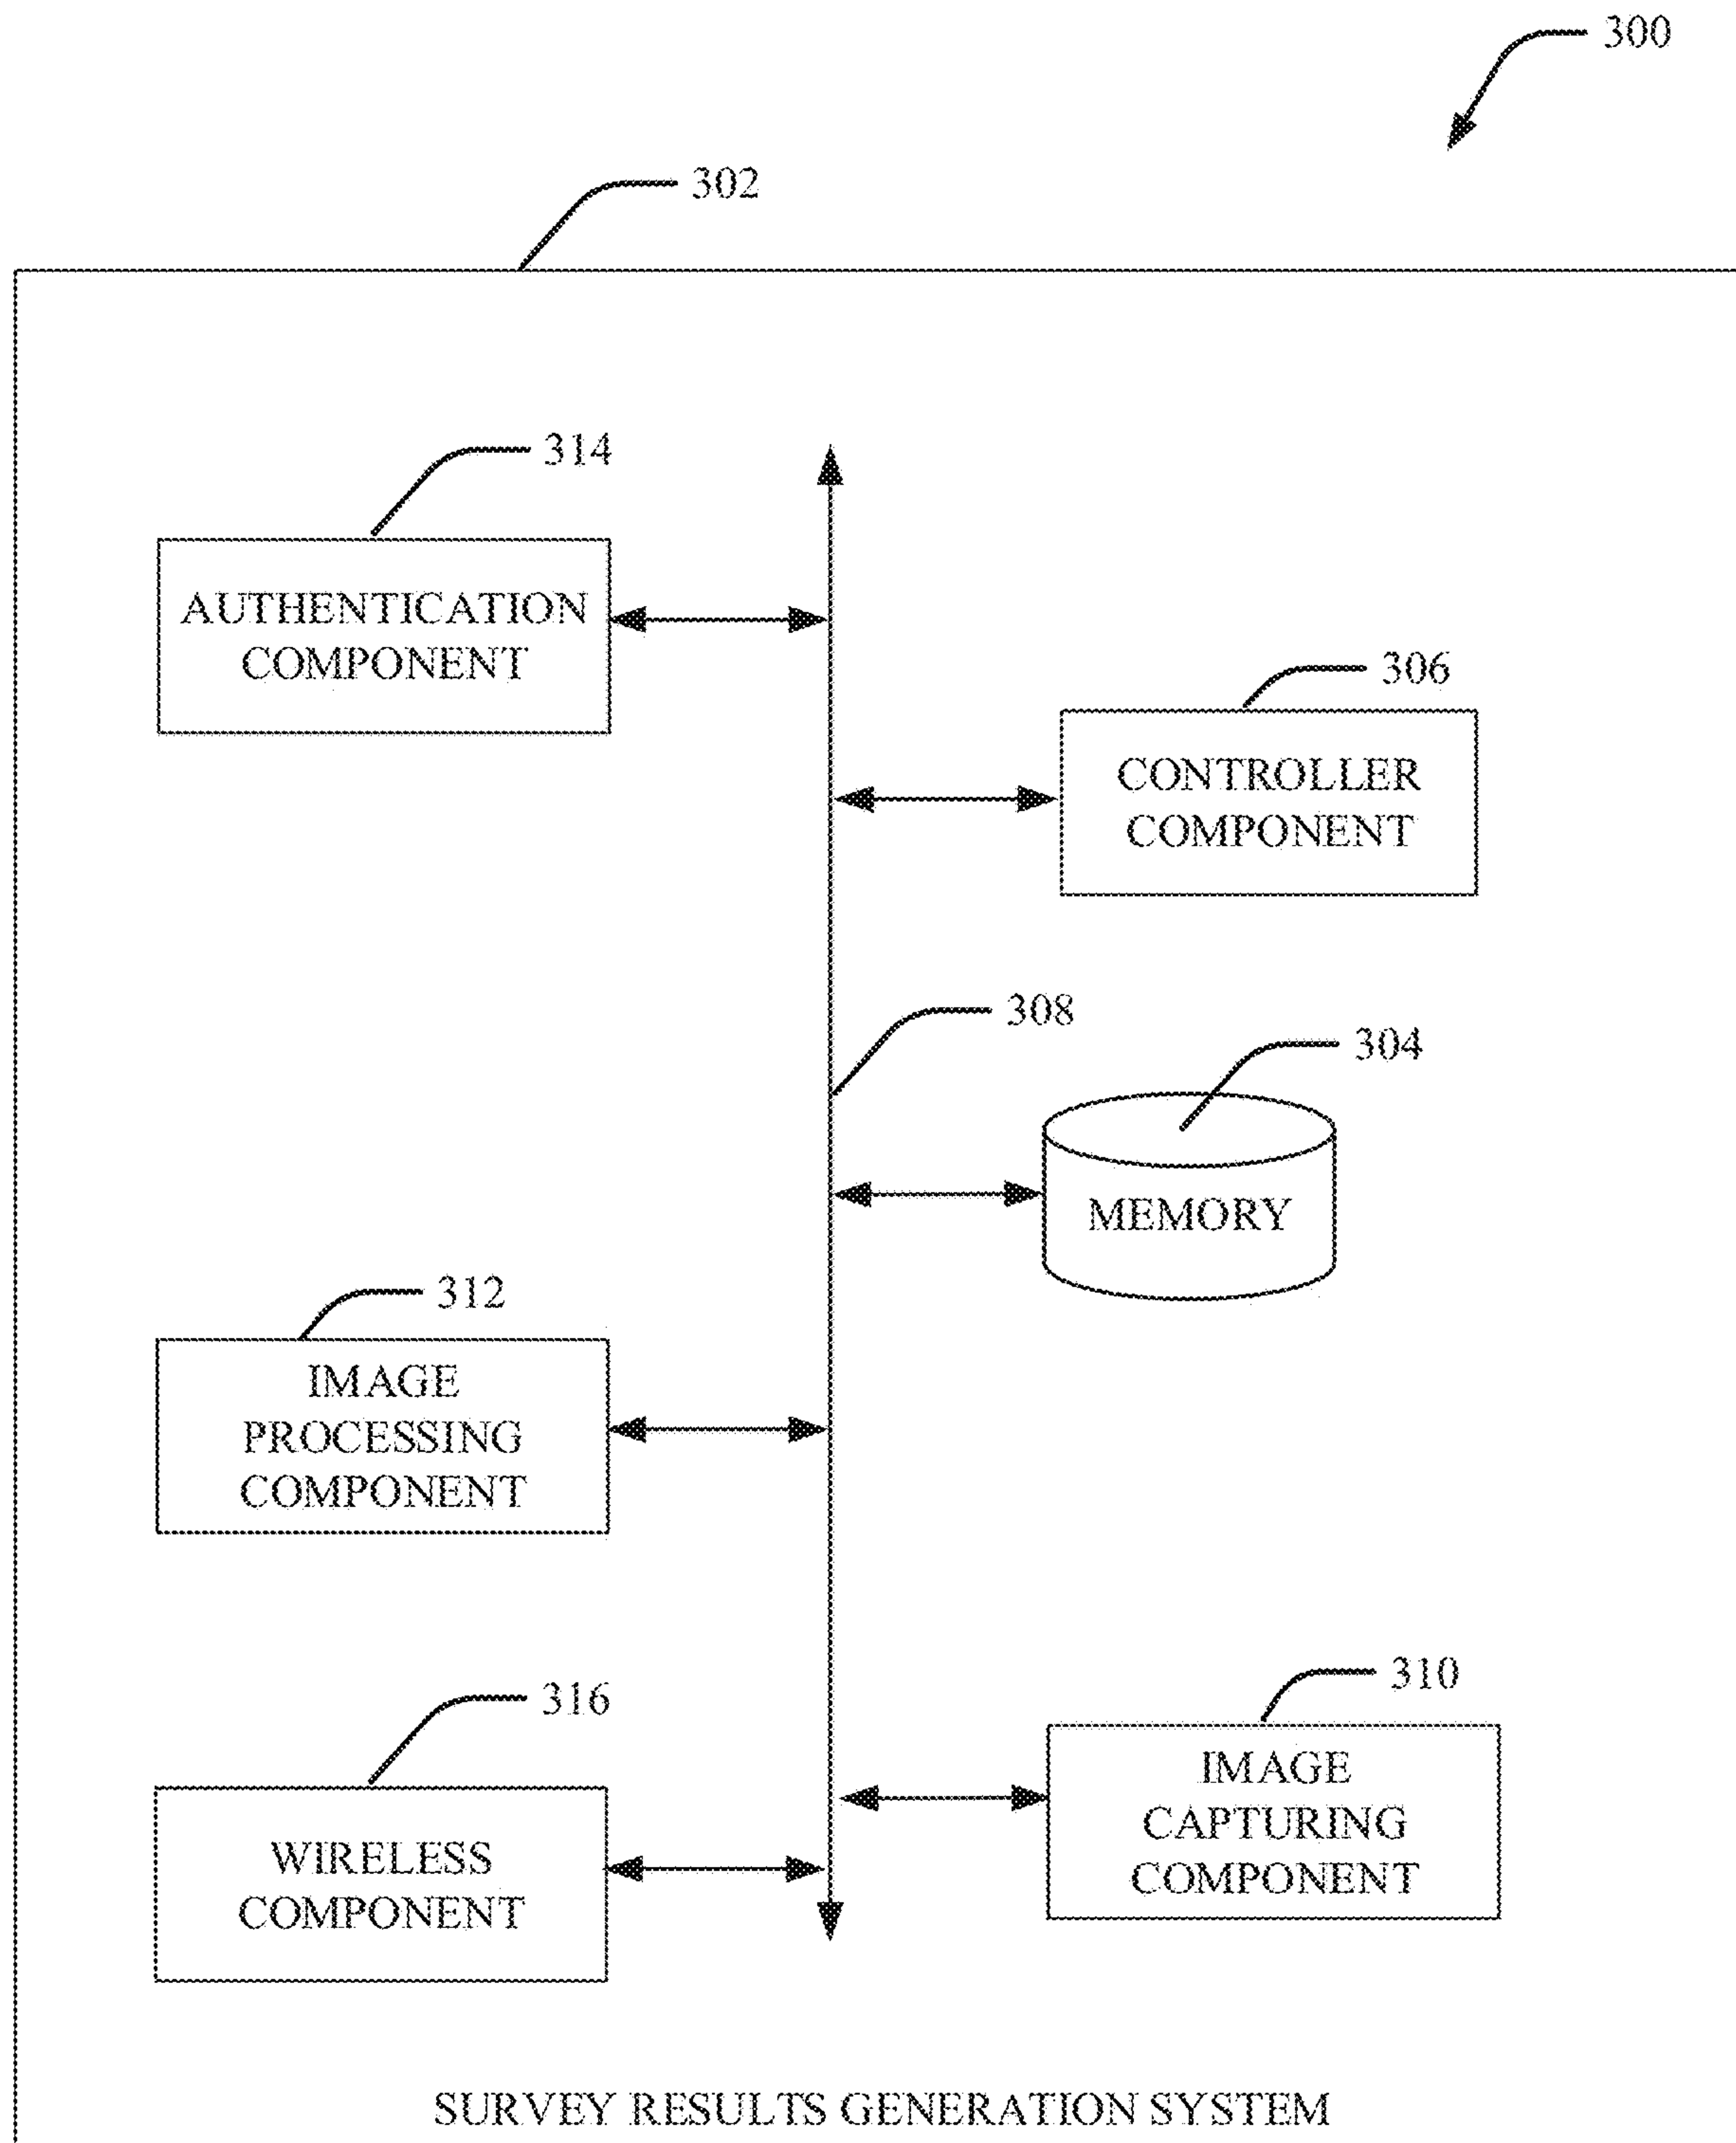 300
302
314
AUTHENTICATION
COMPONENT
306
CONTROLLER
COMPONENT
308
304
MEMORY
312
IMAGE
PROCESSING
COMPONENT
310
IMAGE
CAPTURING
COMPONENT
316
WIRELESS
COMPONENT
SURVEY RESULTS GENERATION SYSTEM